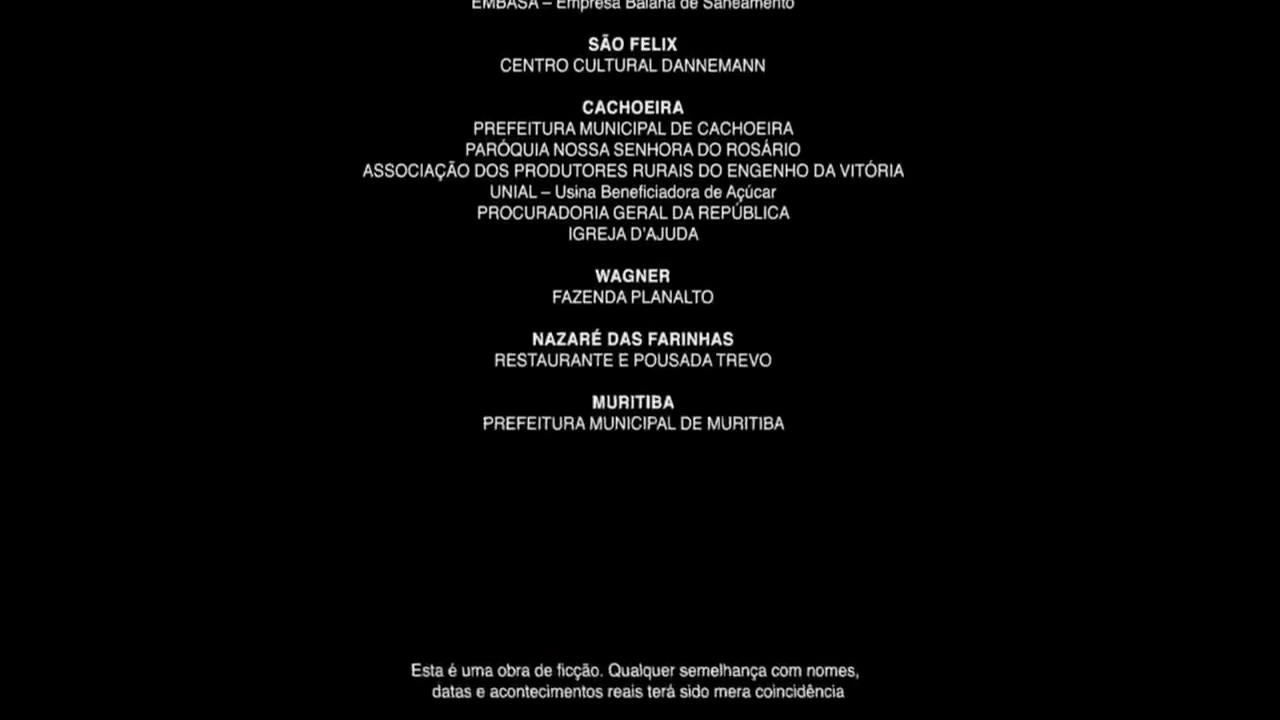 EMBASA – Empresa Baiana de Saneamento
SÃO FELIX
CENTRO CULTURAL DANNEMANN
CACHOEIRA
PREFEITURA MUNICIPAL DE CACHOEIRA
PARÓQUIA NOSSA SENHORA DO ROSÁRIO
ASSOCIAÇÃO DOS PRODUTORES RURAIS DO ENGENHO DA VITÓRIA
UNIAL – Usina Beneficiadora de Açúcar
PROCURADORIA GERAL DA REPÚBLICA
IGREJA D'AJUDA
WAGNER
FAZENDA PLANALTO
NAZARÉ DAS FARINHAS
RESTAURANTE E POUSADA TREVO
MURITIBA
PREFEITURA MUNICIPAL DE MURITIBA
Esta é uma obra de ficção. Qualquer semelhança com nomes,
datas e acontecimentos reais terá sido mera coincidência